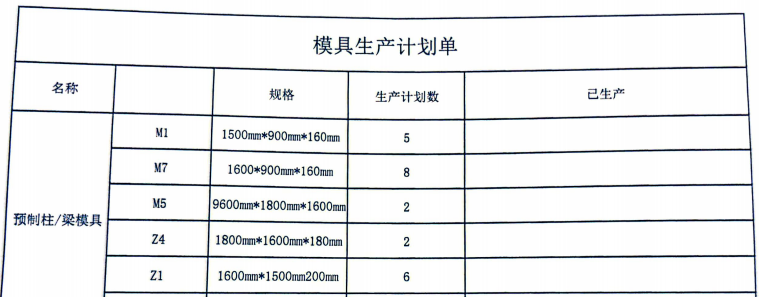 模具生产计划单
名称 规格 生产计划数 已生产
预制柱/梁模具
M1 1500mm*900mm*160mm 5
M7 1600*900mm*160mm 8
M5 9600mm*1800mm*1600mm 2
Z4 1800mm*1600mm*180mm 2
Z1 1600mm*1500mm200mm 6